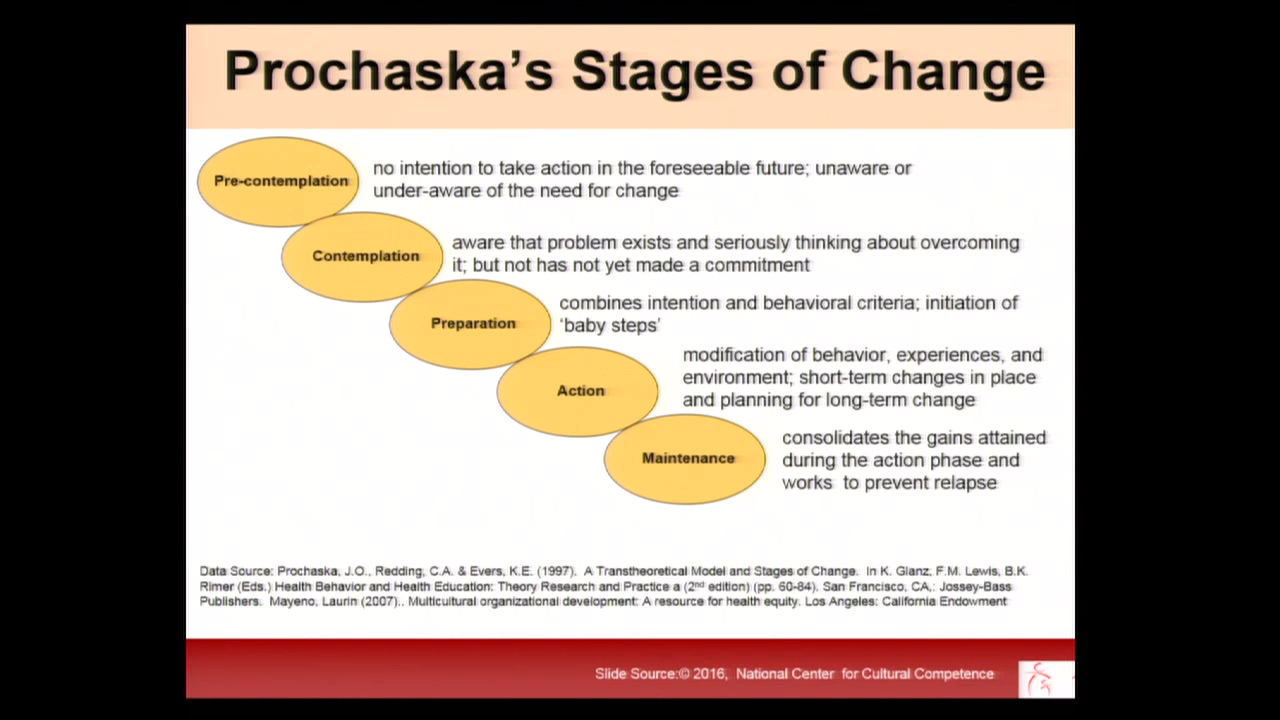 Prochaska's Stages of Change
Pre-contemplation
no intention to take action in the foreseeable future; unaware or
under-aware of the need for change
Contemplation
aware that problem exists and seriously thinking about overcoming
it; but not has not yet made a commitment
Preparation
combines intention and behavioral criteria; initiation of
‘baby steps’
Action
modification of behavior, experiences, and
environment; short-term changes in place
and planning for long-term change
Maintenance
consolidates the gains attained
during the action phase and
works to prevent relapse
Data Source: Prochaska, J.O., Redding, C.A. & Evers, K.E. (1997). A Transtheoretical Model and Stages of Change. In K. Glanz, F.M. Lewis, B.K.
Rimer (Eds.) Health Behavior and Health Education: Theory Research and Practice a (2nd edition) (pp. 60-84). San Francisco, CA,: Jossey-Bass
Publishers. Mayeno, Laurin (2007).. Multicultural organizational development: A resource for health equity. Los Angeles: California Endowment
Slide Source:© 2016, National Center for Cultural Competence